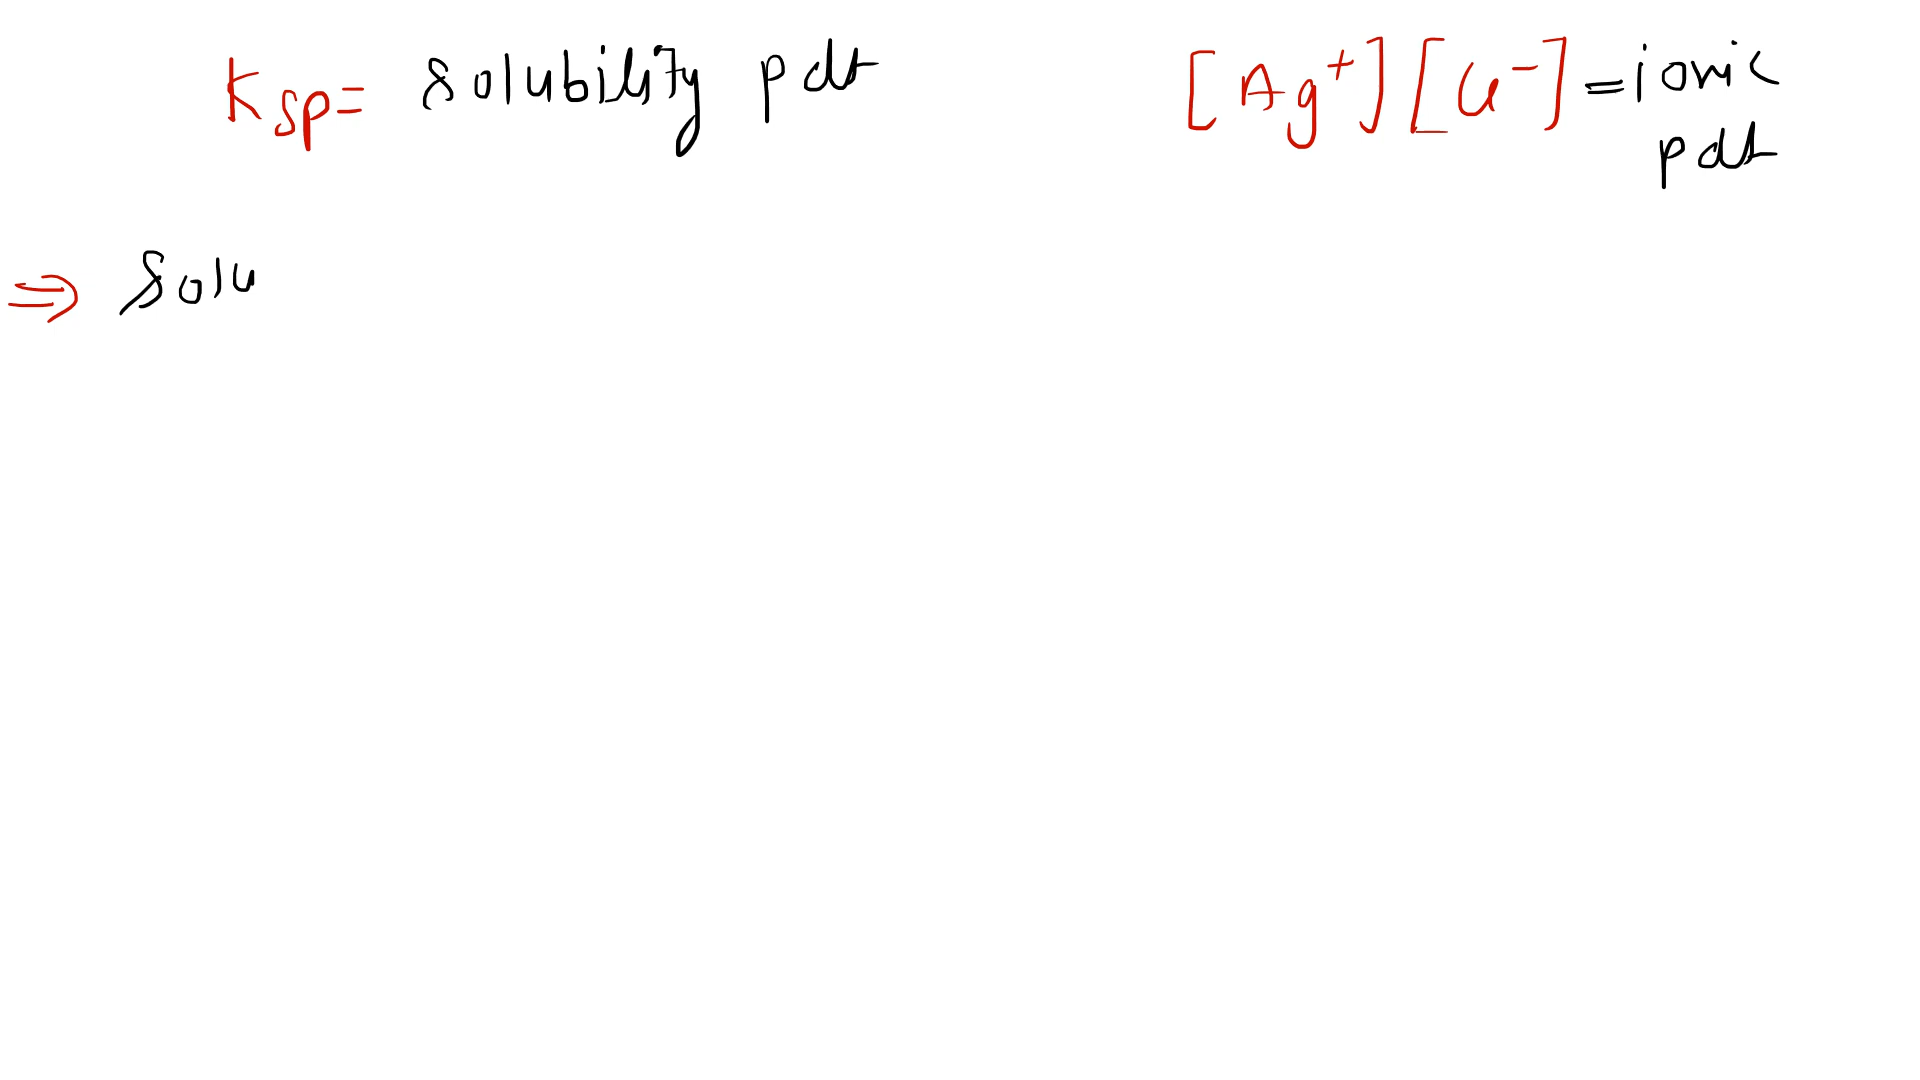 Ksp = solubility pdt
[Ag⁺][Cl⁻] = ionic
pdt
⇒ Solu